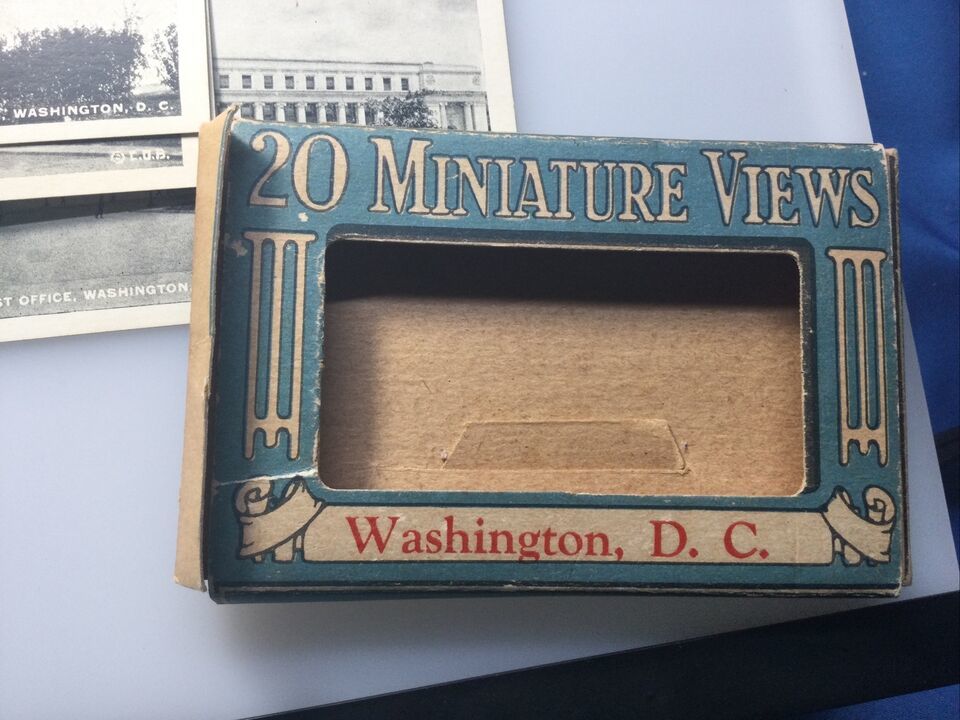 WASHINGTON, D. C.
ST OFFICE, WASHINGTON,
20 MINIATURE VIEWS
Washington, D. C.